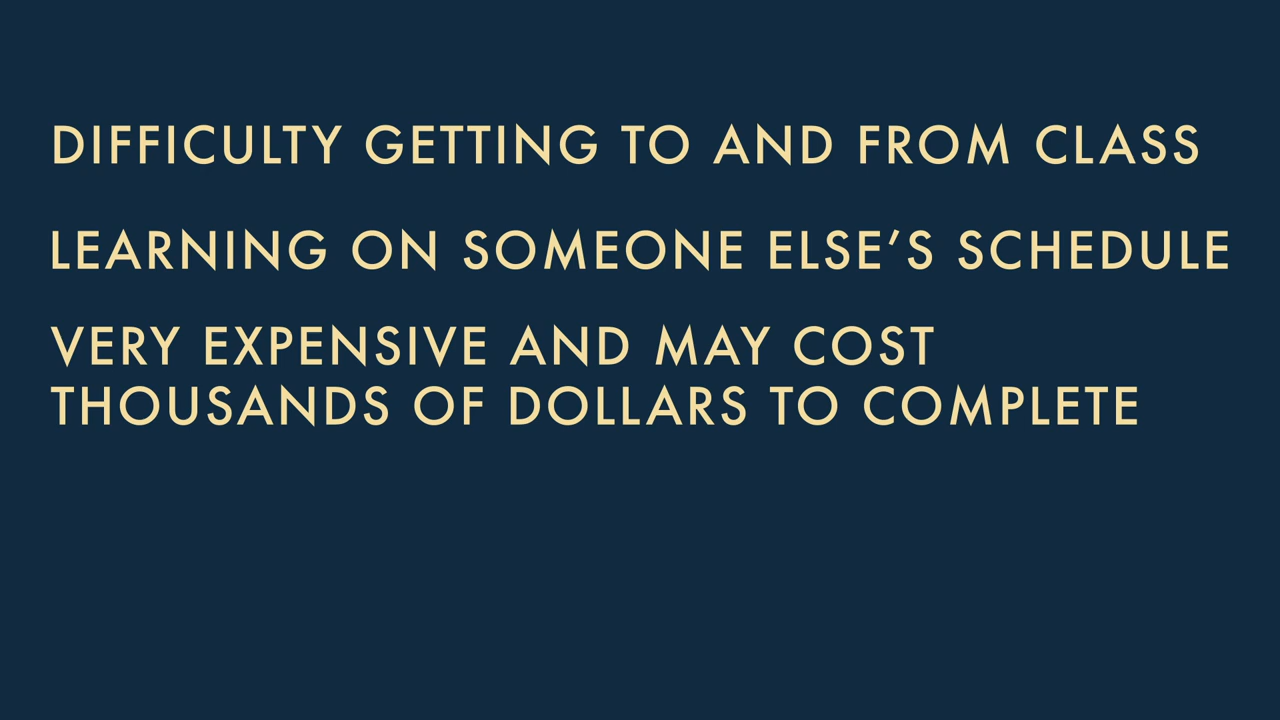 DIFFICULTY GETTING TO AND FROM CLASS
LEARNING ON SOMEONE ELSE’S SCHEDULE
VERY EXPENSIVE AND MAY COST
THOUSANDS OF DOLLARS TO COMPLETE